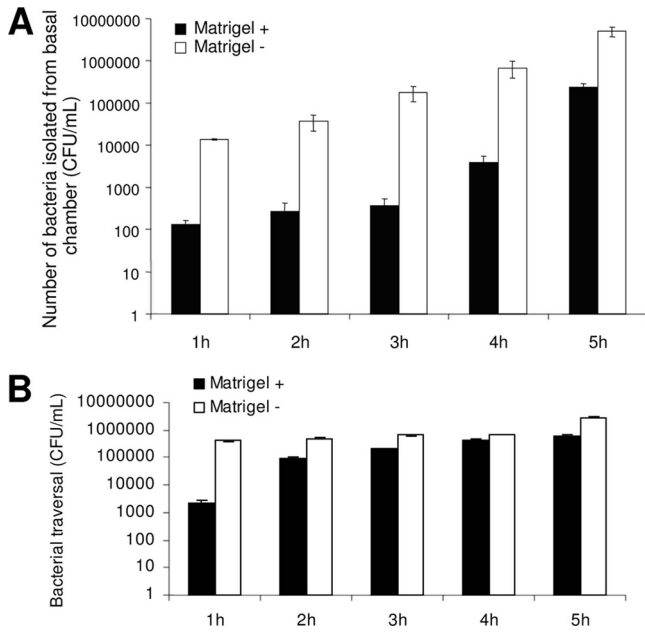 A
Matrigel +
Matrigel -
Number of bacteria isolated from basal
chamber (CFU/mL)
10000000
1000000
100000
10000
1000
100
10
1
1h 2h 3h 4h 5h
B
Matrigel +
Matrigel -
Bacterial traversal (CFU/mL)
10000000
1000000
100000
10000
1000
100
10
1
1h 2h 3h 4h 5h